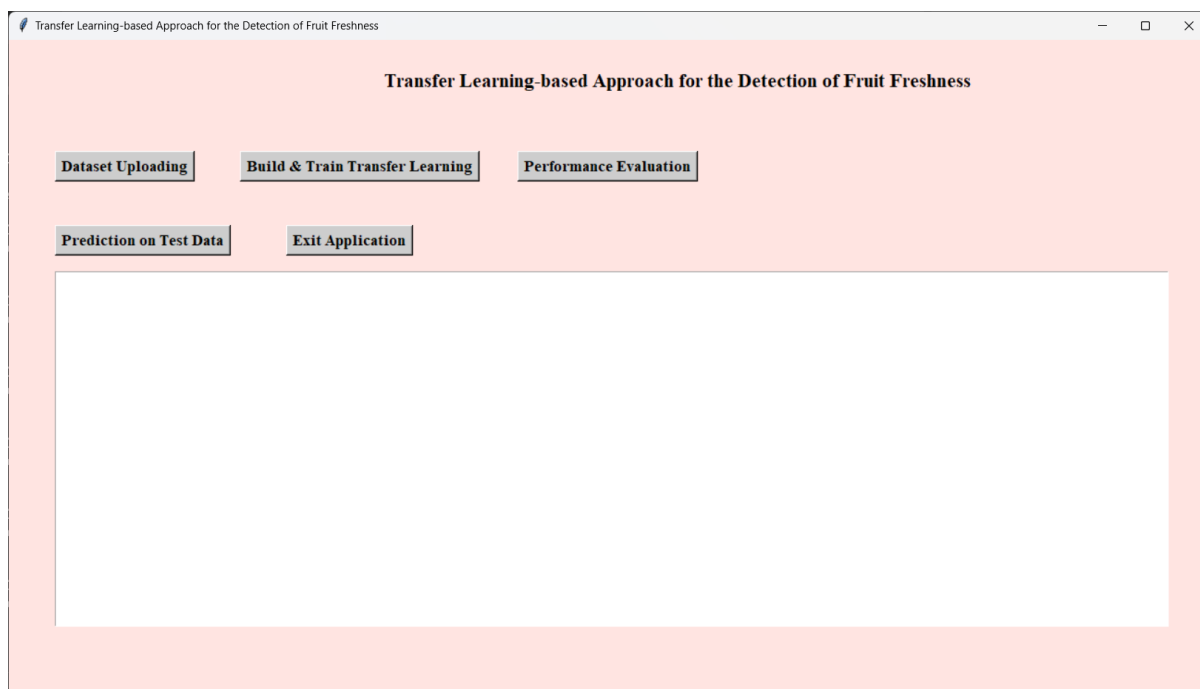 Transfer Learning-based Approach for the Detection of Fruit Freshness
Transfer Learning-based Approach for the Detection of Fruit Freshness
Dataset Uploading
Build & Train Transfer Learning
Performance Evaluation
Prediction on Test Data
Exit Application